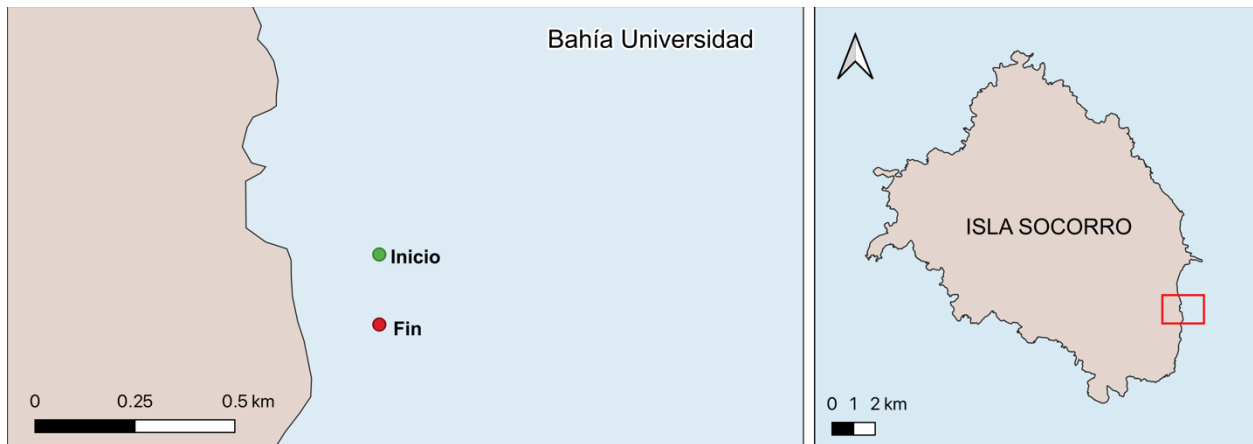 Bahía Universidad
Inicio
Fin
0 0.25 0.5 km
ISLA SOCORRO
0 1 2 km